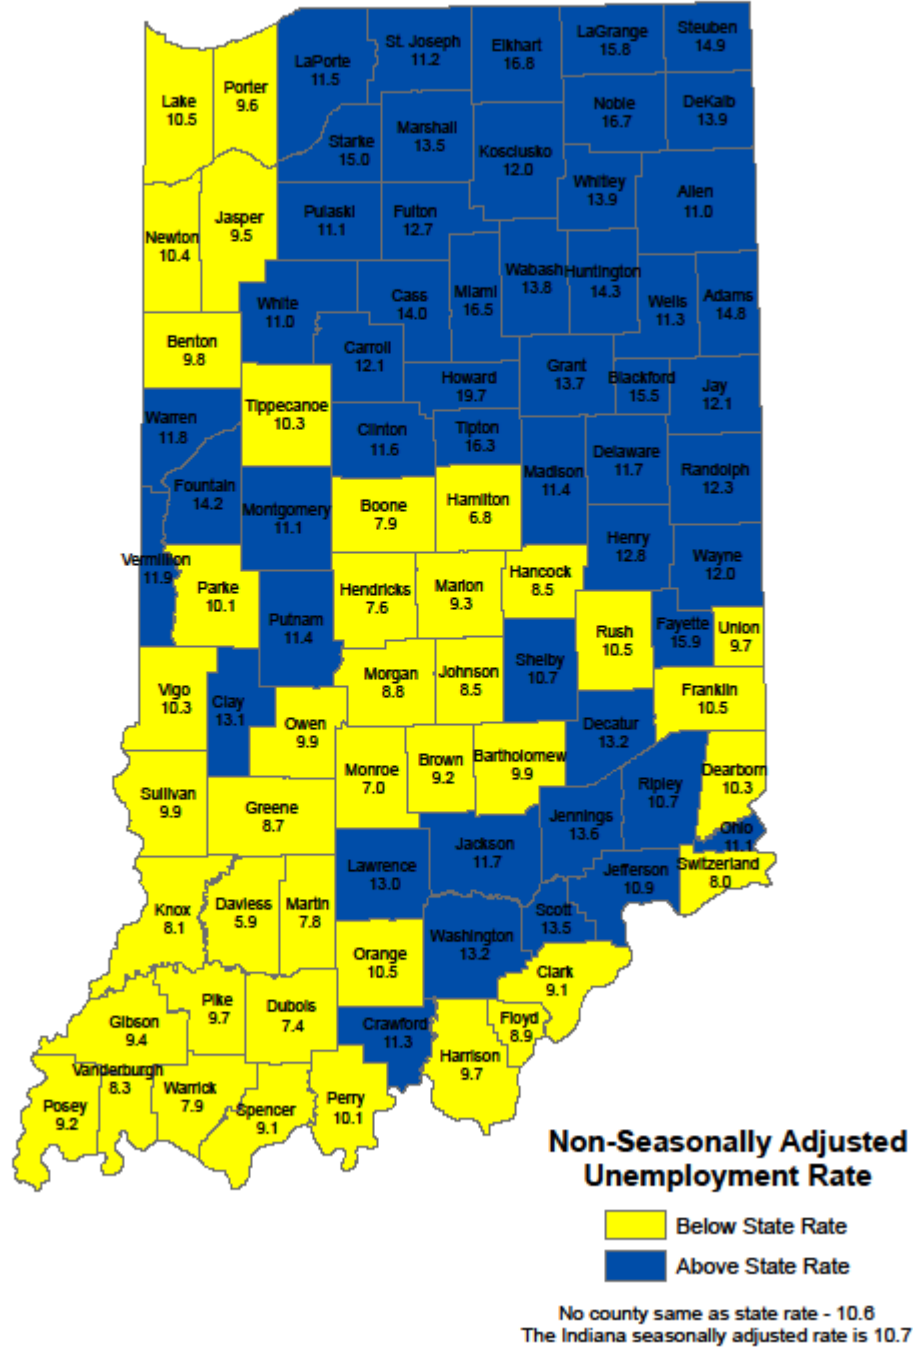 Steuben
14.9
LaGrange
15.8
St. Joseph
11.2
Elkhart
16.8
LaPorte
11.5
Porter
9.6
Lake
10.5
Noble
16.7
DeKalb
13.9
Marshall
13.5
Starke
15.0
Kosciusko
12.0
Whitley
13.9
Allen
11.0
Pulaski
11.1
Fulton
12.7
Jasper
9.5
Newton
10.4
Wabash
13.8
Huntington
14.3
Miami
16.5
Cass
14.0
White
11.0
Wells
11.3
Adams
14.8
Benton
9.8
Carroll
12.1
Grant
13.7
Howard
19.7
Blackford
15.5
Jay
12.1
Tippecanoe
10.3
Warren
11.8
Clinton
11.6
Tipton
16.3
Delaware
11.7
Madison
11.4
Randolph
12.3
Fountain
14.2
Montgomery
11.1
Boone
7.9
Hamilton
6.8
Henry
12.8
Wayne
12.0
Vermillion
11.9
Parke
10.1
Hendricks
7.6
Marion
9.3
Hancock
8.5
Putnam
11.4
Rush
10.5
Fayette
15.9
Union
9.7
Morgan
8.8
Johnson
8.5
Shelby
10.7
Franklin
10.5
Vigo
10.3
Clay
13.1
Owen
9.9
Decatur
13.2
Monroe
7.0
Brown
9.2
Bartholomew
9.9
Dearborn
10.3
Ripley
10.7
Sullivan
9.9
Greene
8.7
Jennings
13.6
Ohio
11.1
Jackson
11.7
Lawrence
13.0
Jefferson
10.9
Switzerland
8.0
Knox
8.1
Daviess
5.9
Martin
7.8
Scott
13.5
Washington
13.2
Orange
10.5
Clark
9.1
Pike
9.7
Dubois
7.4
Gibson
9.4
Crawford
11.3
Floyd
8.9
Harrison
9.7
Vanderburgh
8.3
Warrick
7.9
Posey
9.2
Spencer
9.1
Perry
10.1
Non-Seasonally Adjusted
Unemployment Rate
Below State Rate
Above State Rate
No county same as state rate - 10.6
The Indiana seasonally adjusted rate is 10.7